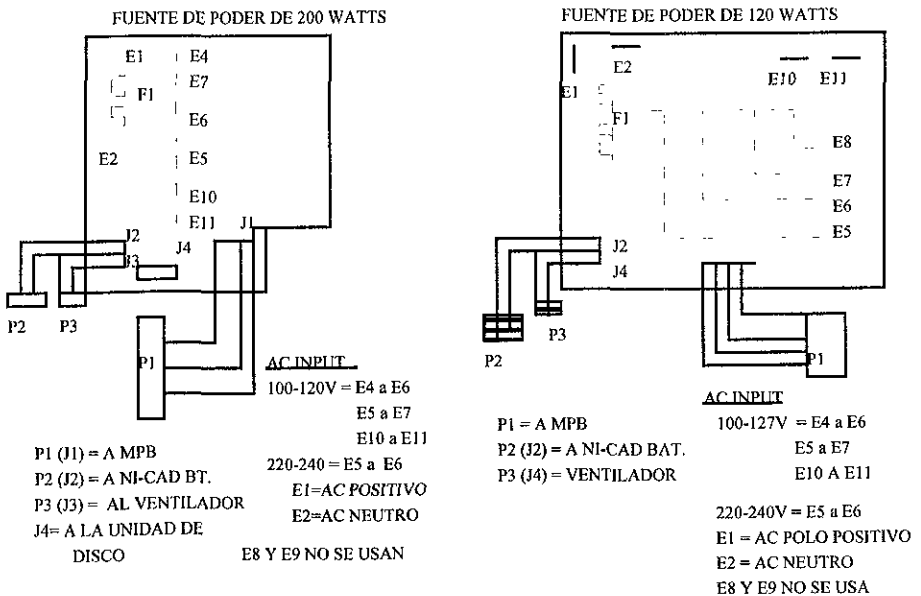 FUENTE DE PODER DE 200 WATTS
E1
E4
E7
F1
E6
E2
E5
E10
E11
J1
J2
J4
J3
P2
P3
P1
AC INPUT
100-120V = E4 a E6
E5 a E7
E10 a E11
220-240 = E5 a E6
E1=AC POSITIVO
E2=AC NEUTRO
P1 (J1) = A MPB
P2 (J2) = A NI-CAD BT.
P3 (J3) = AL VENTILADOR
J4= A LA UNIDAD DE
DISCO
E8 Y E9 NO SE USAN
FUENTE DE PODER DE 120 WATTS
E2
E1
E10
E11
F1
E8
E7
E6
E5
J2
J4
P3
P2
P1
AC INPUT
100-127V = E4 a E6
E5 a E7
E10 A E11
P1 = A MPB
P2 (J2) = A NI-CAD BAT.
P3 (J4) = VENTILADOR
220-240V = E5 a E6
E1 = AC POLO POSITIVO
E2 = AC NEUTRO
E8 Y E9 NO SE USA